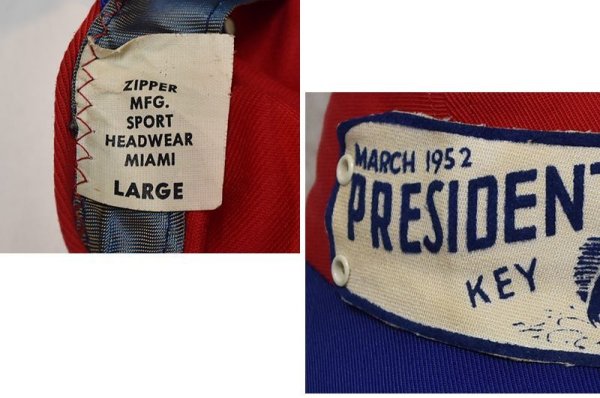 ZIPPER
MFG.
SPORT
HEADWEAR
MIAMI
LARGE
MARCH 1952
PRESIDENT
KEY